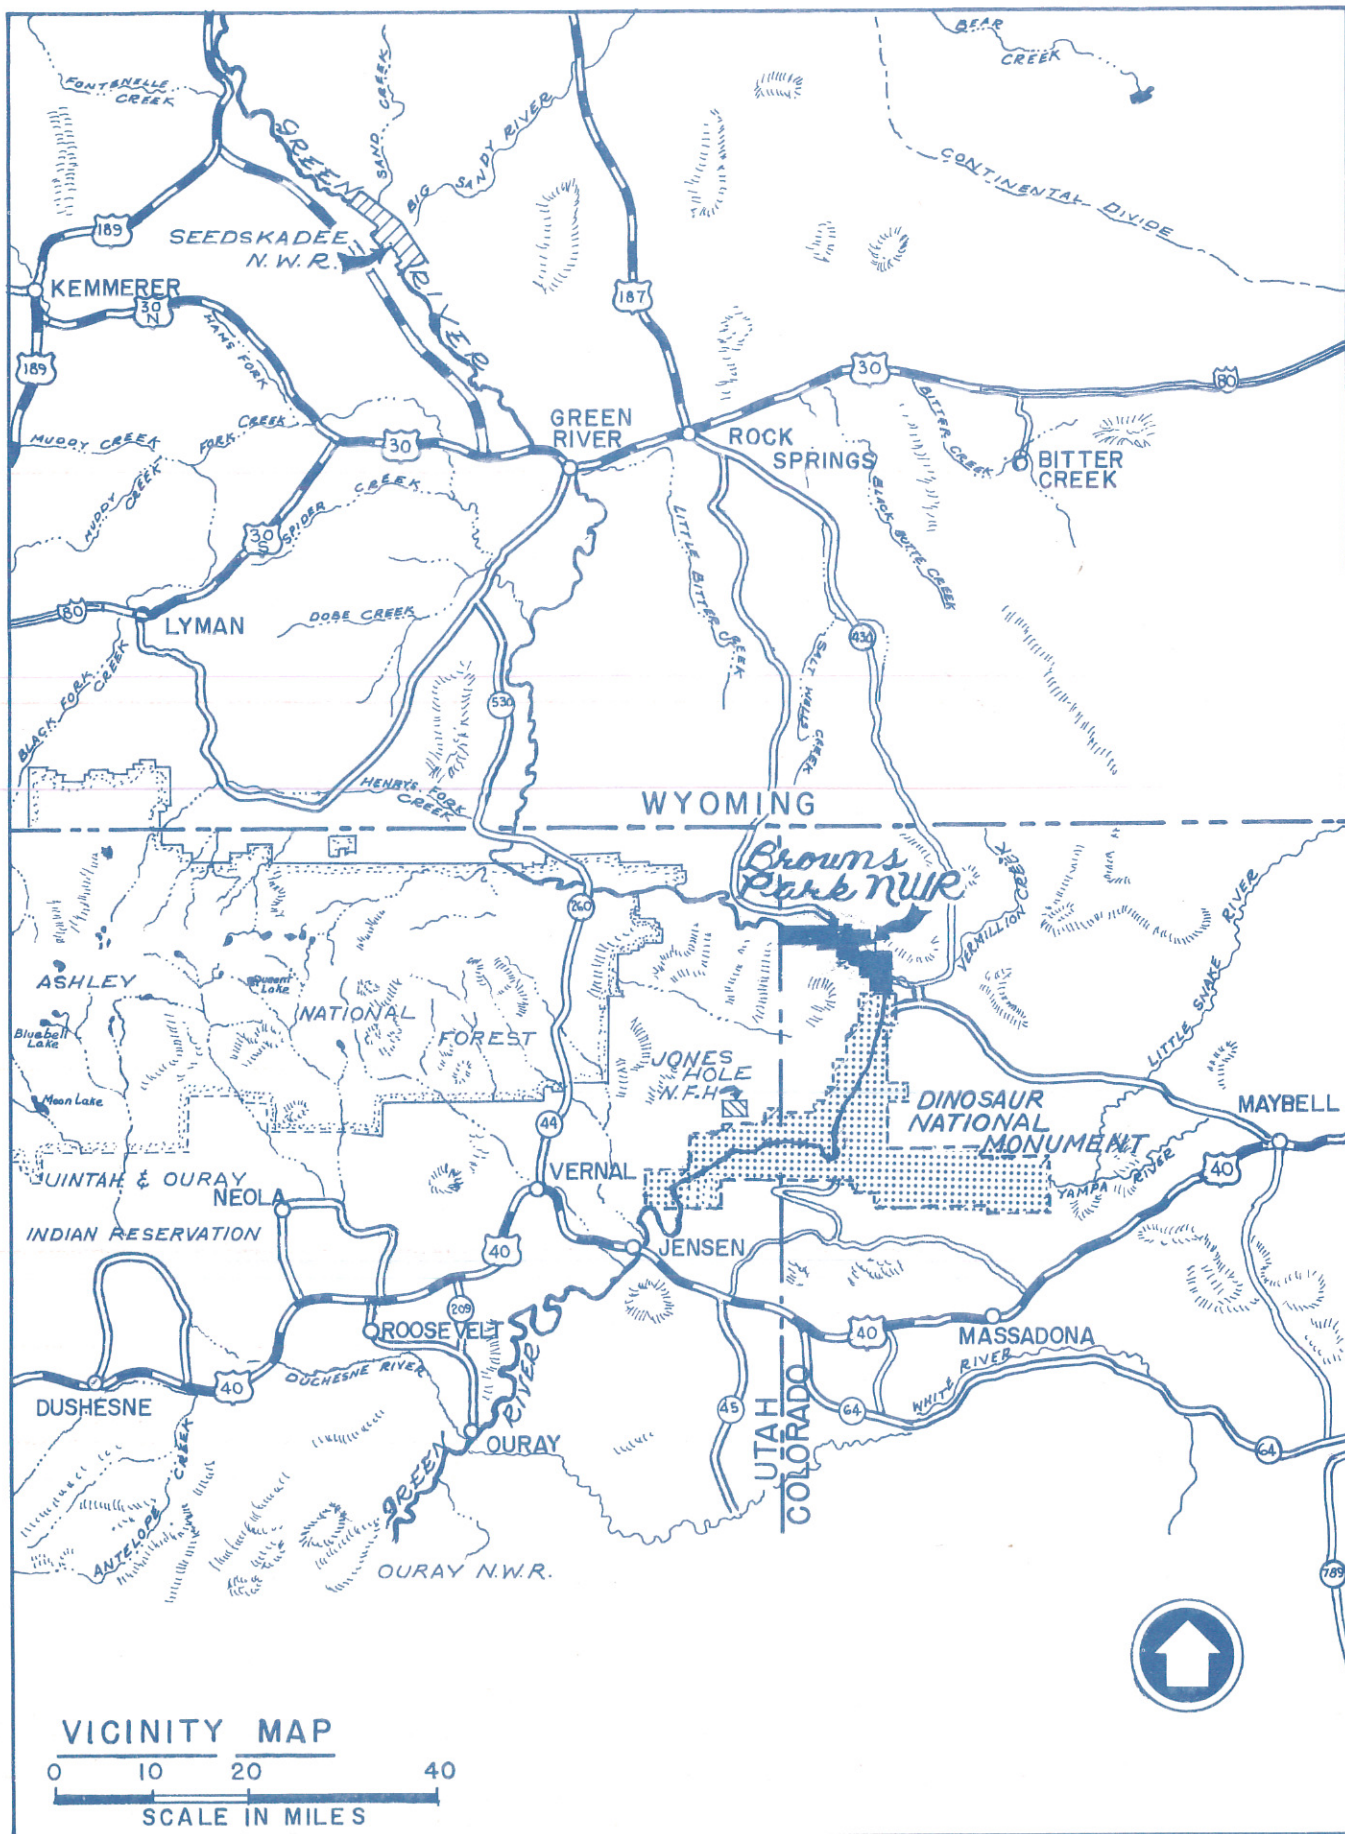 BEAR
CREEK
FONTENELLE
CREEK
SAND CREEK
BIG SANDY RIVER
GREEN RIVER
CONTINENTAL DIVIDE
189
SEEDSKADEE
N.W.R.
KEMMERER
30
N
187
HAMS FORK
189
30
80
BITTER CREEK
GREEN
RIVER
ROCK
SPRINGS
MUDDY CREEK
FORK CREEK
30
BITTER
CREEK
MUDDY CREEK
SPIDER CREEK
30
S
BLACK BUTTE CREEK
LITTLE BITTER CREEK
80
LYMAN
DOBE CREEK
430
SALT WELLS CREEK
BLACK FORK CREEK
530
HENRYS FORK
CREEK
WYOMING
Browns
Park NWR
VERMILLION CREEK
LITTLE SNAKE RIVER
260
ASHLEY
NATIONAL
FOREST
Bluebell
Lake
Moon Lake
JONES
HOLE
N.F.H
DINOSAUR
NATIONAL
MONUMENT
MAYBELL
44
40
YAMPA RIVER
UINTAH & OURAY
INDIAN RESERVATION
NEOLA
VERNAL
40
JENSEN
209
ROOSEVELT
40
MASSADONA
WHITE RIVER
DUCHESNE RIVER
DUSHESNE
40
45
64
UTAH
COLORADO
64
OURAY
GREEN RIVER
ANTELOPE CREEK
OURAY N.W.R.
789
VICINITY MAP
0 10 20 40
SCALE IN MILES